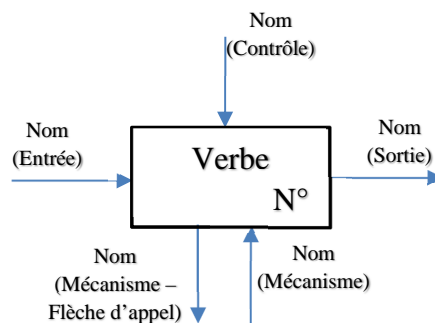 Nom
(Contrôle)
Nom
(Entrée)
Verbe
N°
Nom
(Sortie)
Nom
(Mécanisme –
Flèche d’appel)
Nom
(Mécanisme)